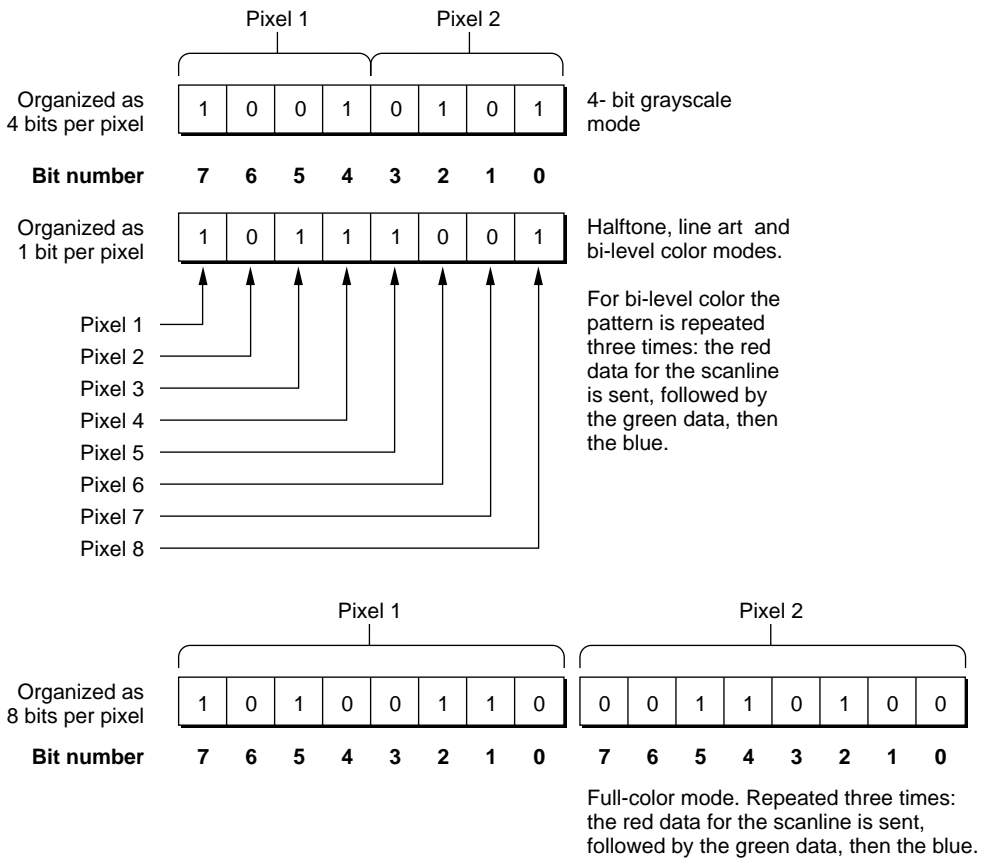 Pixel 1 Pixel 2
Organized as
4 bits per pixel
1 0 0 1 0 1 0 1
4- bit grayscale
mode
Bit number 7 6 5 4 3 2 1 0
Organized as
1 bit per pixel
1 0 1 1 1 0 0 1
Halftone, line art and
bi-level color modes.
For bi-level color the
pattern is repeated
three times: the red
data for the scanline
is sent, followed by
the green data, then
the blue.
Pixel 1
Pixel 2
Pixel 3
Pixel 4
Pixel 5
Pixel 6
Pixel 7
Pixel 8
Pixel 1 Pixel 2
Organized as
8 bits per pixel
1 0 1 0 0 1 1 0 0 0 1 1 0 1 0 0
Bit number 7 6 5 4 3 2 1 0 7 6 5 4 3 2 1 0
Full-color mode. Repeated three times:
the red data for the scanline is sent,
followed by the green data, then the blue.